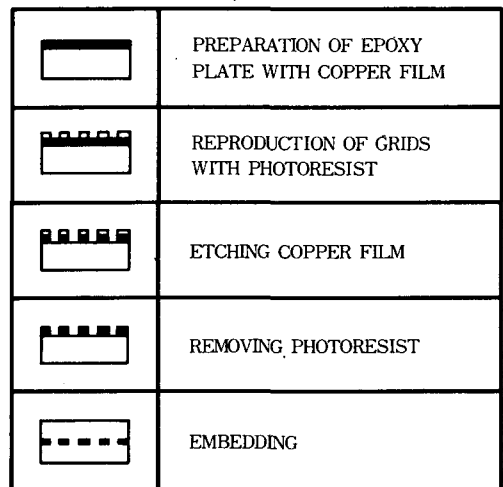 PREPARATION OF EPOXY
PLATE WITH COPPER FILM
REPRODUCTION OF GRIDS
WITH PHOTORESIST
ETCHING COPPER FILM
REMOVING PHOTORESIST
EMBEDDING